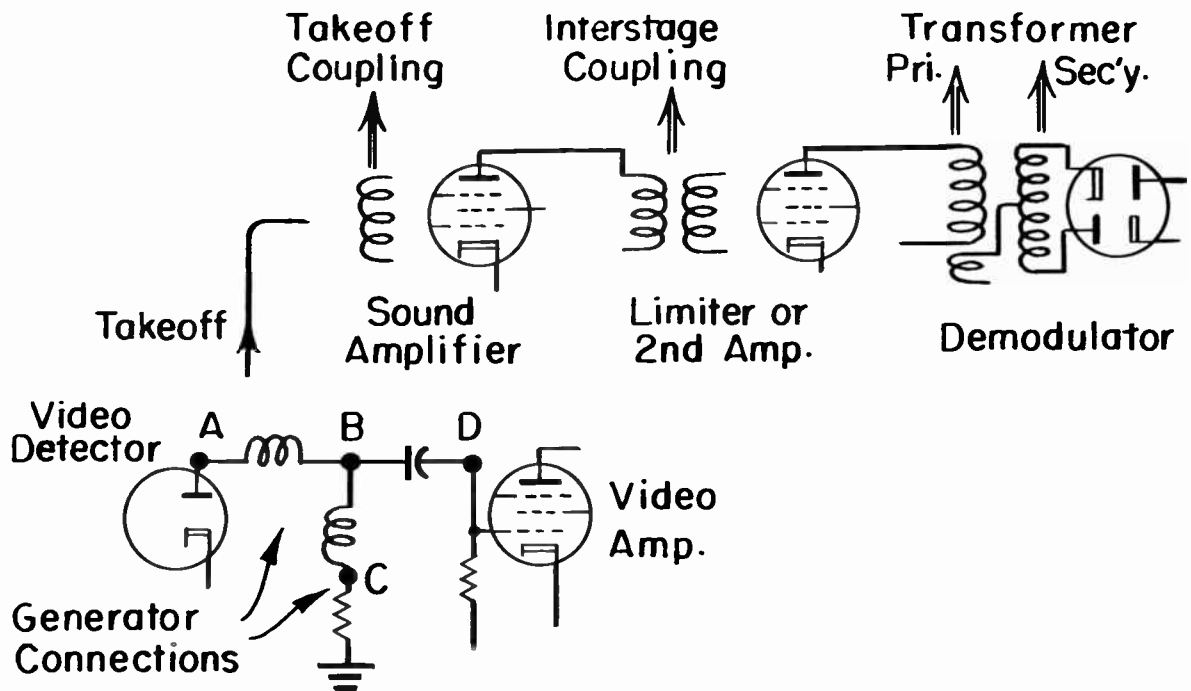 Takeoff
Coupling
Interstage
Coupling
Transformer
Pri.
Sec'y.
Takeoff
Sound
Amplifier
Limiter or
2nd Amp.
Demodulator
Video
Detector
A
B
D
Video
Amp.
C
Generator
Connections